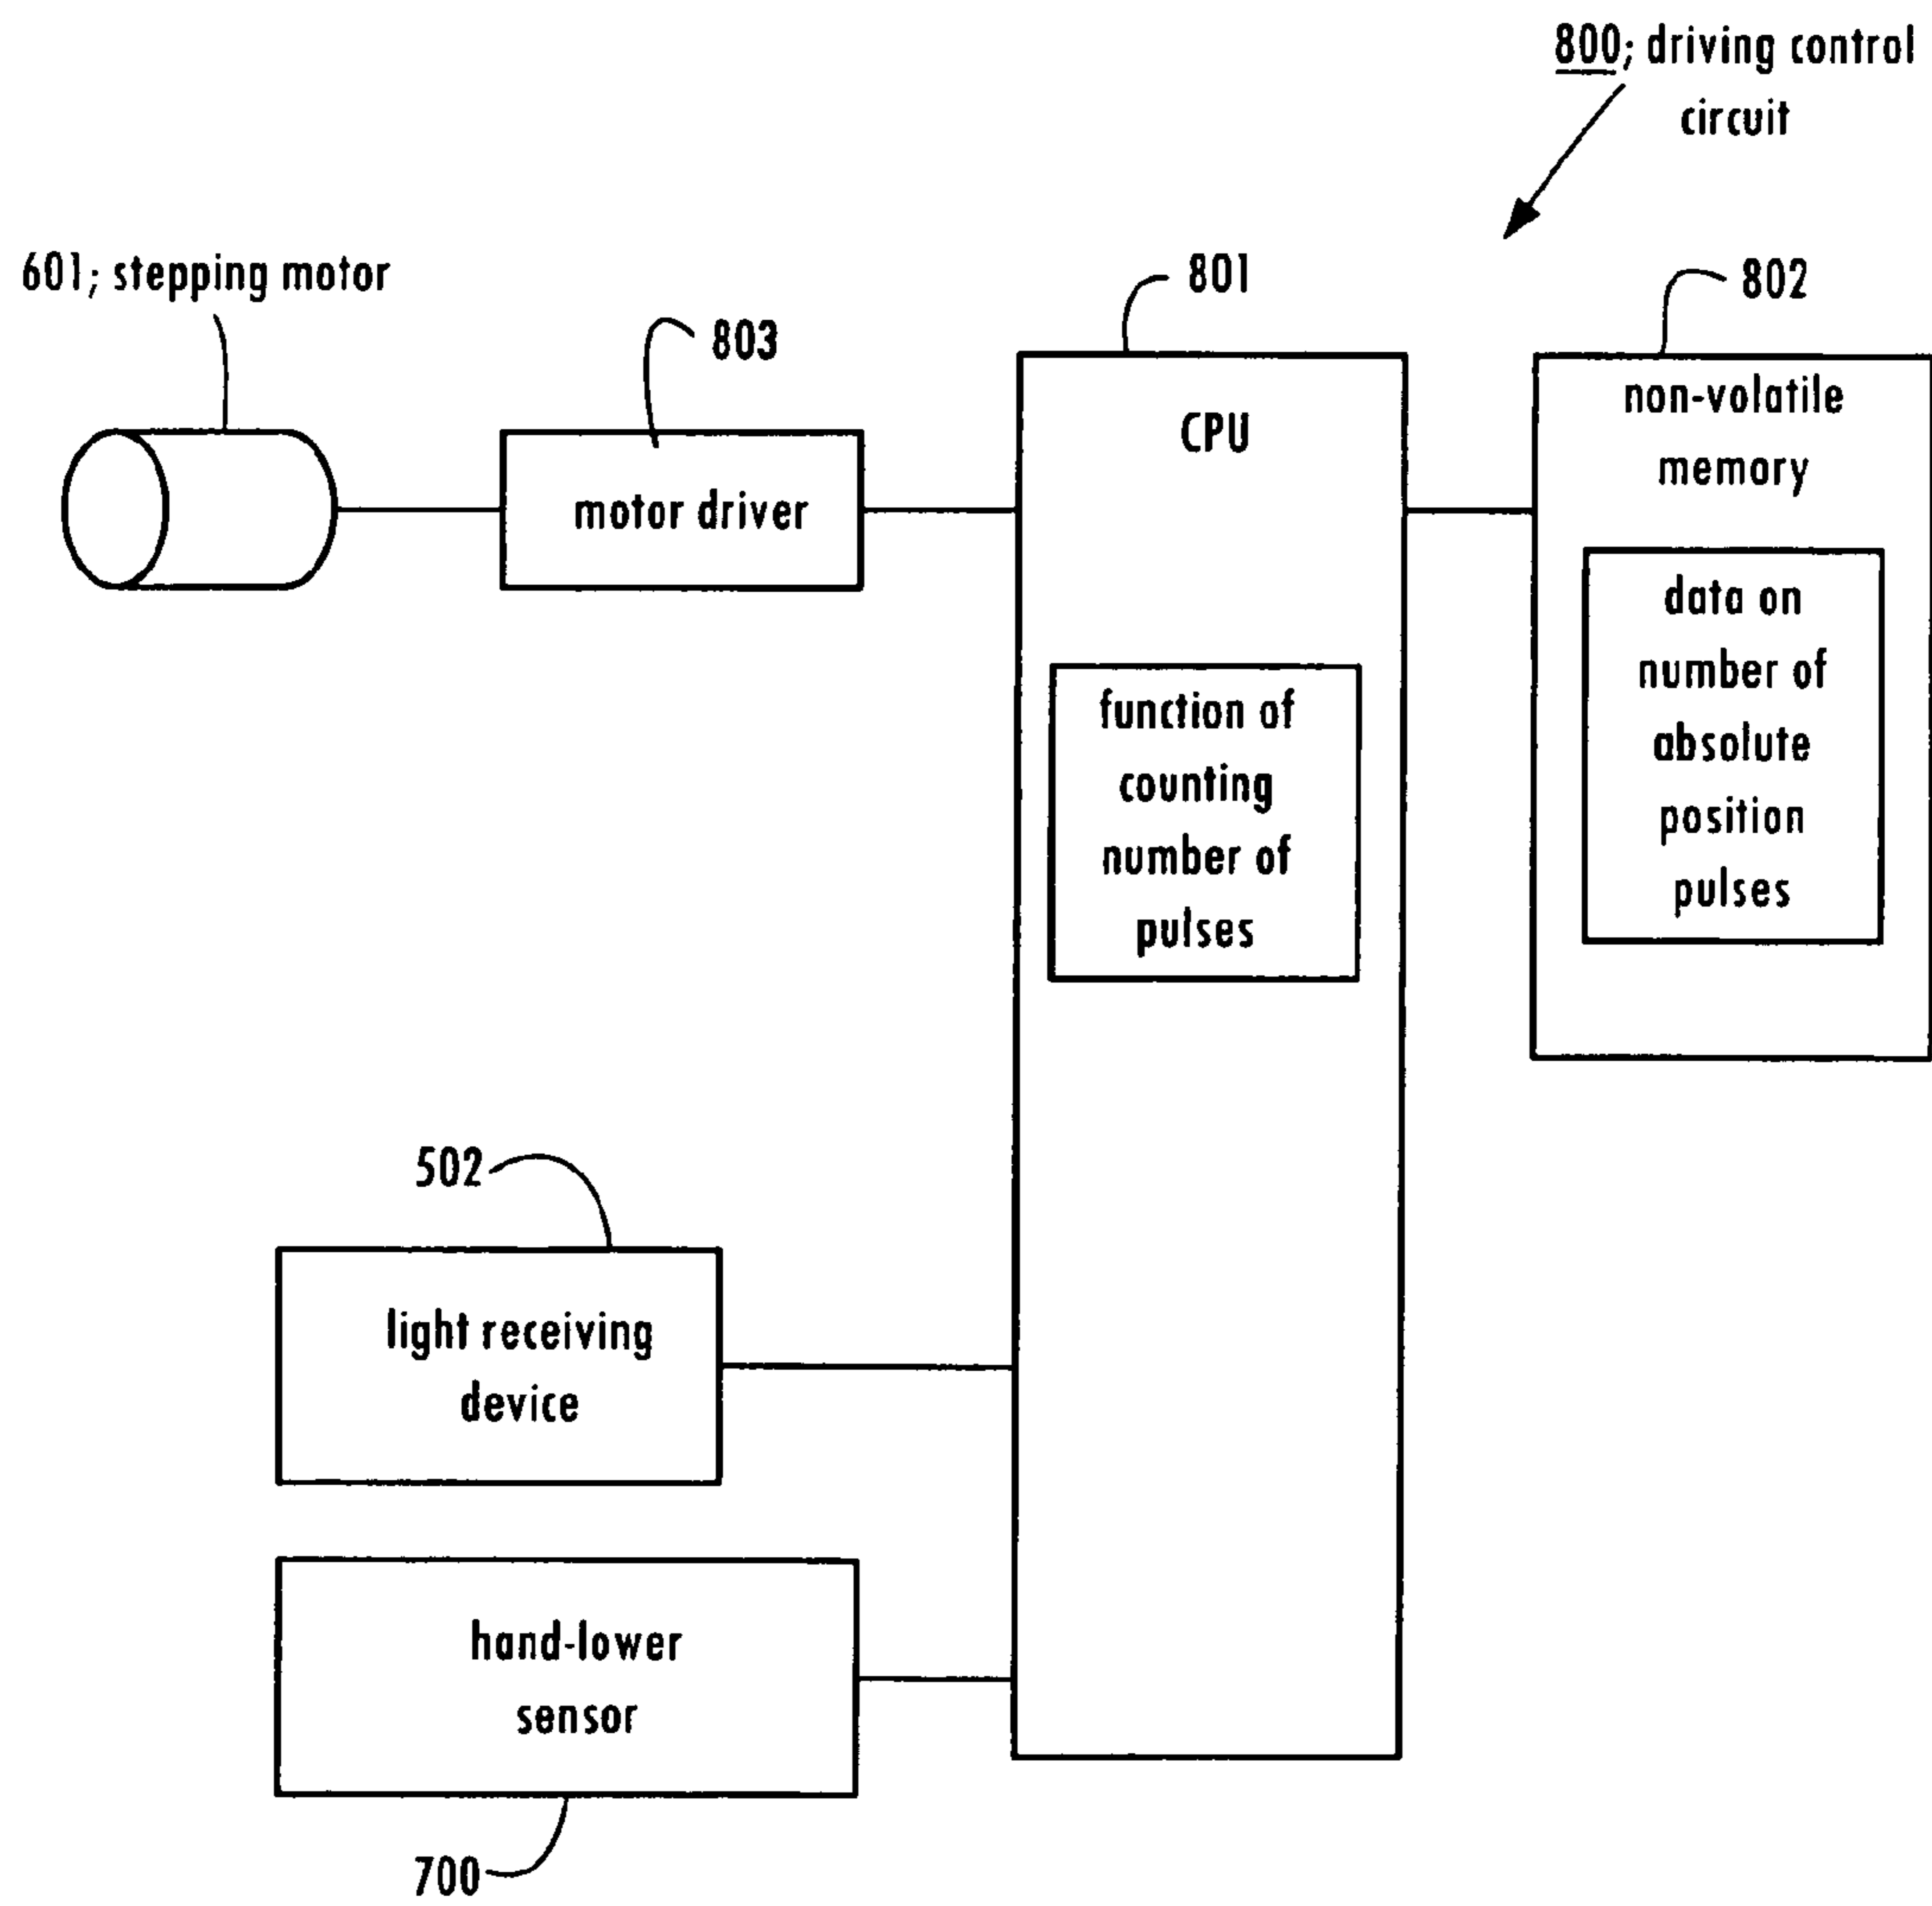 800; driving control
circuit
601; stepping motor
803
801
802
motor driver
CPU
non-volatile
memory
function of
counting
number of
pulses
data on
number of
absolute
position
pulses
502
light receiving
device
hand-lower
sensor
700